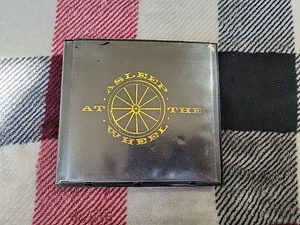 ASLEEP
AT THE
WHEEL